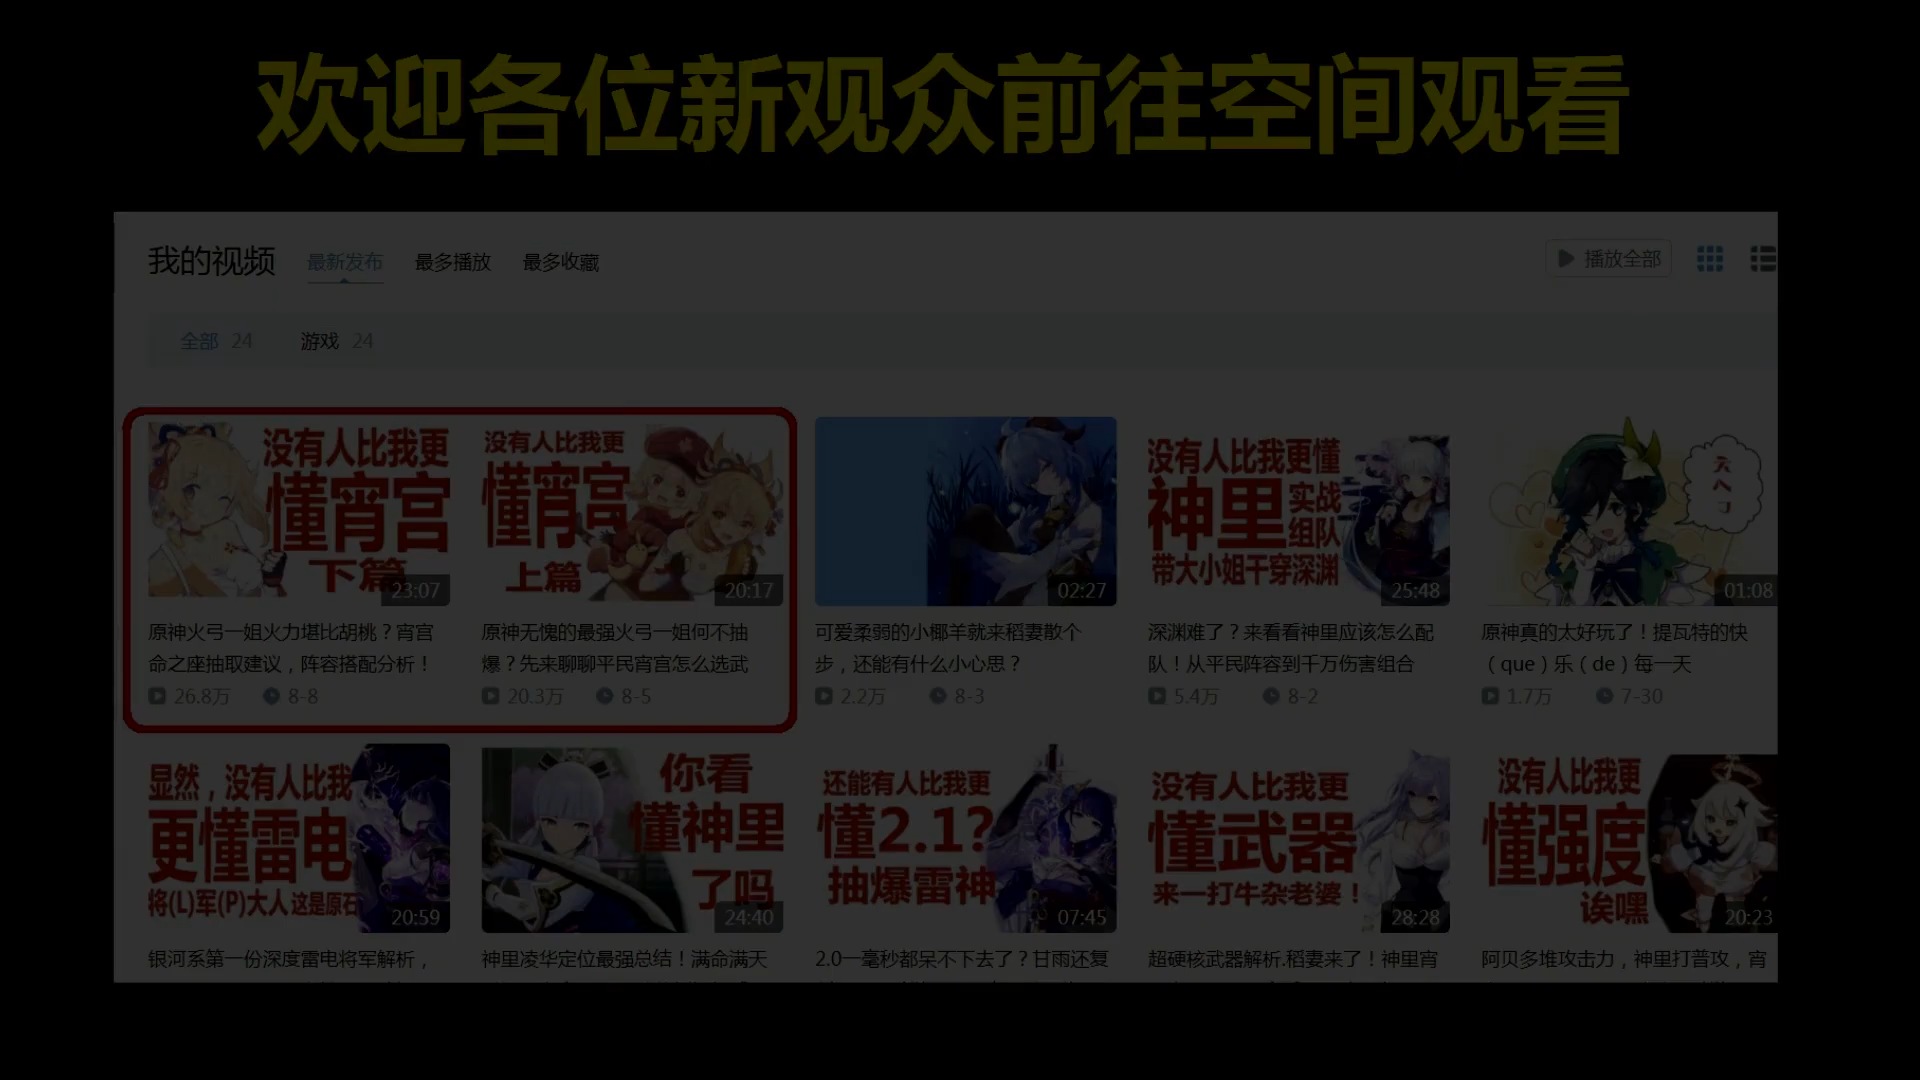 欢迎各位新观众前往空间观看
我的视频 最新发布 最多播放 最多收藏 播放全部
全部 24 游戏 24
没有人比我更
懂宵宫
下篇
23:07
没有人比我更
懂宵宫
上篇
20:17
02:27
没有人比我更懂
神里 实战
组队
带大小姐干穿深渊
25:48
01:08
原神火弓一姐火力堪比胡桃？宵宫
命之座抽取建议，阵容搭配分析！
26.8万 8-8
原神无愧的最强火弓一姐何不抽
爆？先来聊聊平民宵宫怎么选武
20.3万 8-5
可爱柔弱的小椰羊就来稻妻散个
步，还能有什么小心思？
2.2万 8-3
深渊难了？来看看神里应该怎么配
队！从平民阵容到千万伤害组合
5.4万 8-2
原神真的太好玩了！提瓦特的快
（que）乐（de）每一天
1.7万 7-30
显然，没有人比我
更懂雷电
将(L)军(P)大人 这是原石
20:59
你看
懂神里
了吗
24:40
还能有人比我更
懂2.1?
抽爆雷神
07:45
没有人比我更
懂武器
来一打牛杂老婆！
28:28
没有人比我更
懂强度
诶嘿
20:23
银河系第一份深度雷电将军解析，
神里凌华定位最强总结！满命满天
2.0一毫秒都呆不下去了？甘雨还复
超硬核武器解析.稻妻来了！神里宵
阿贝多堆攻击力，神里打普攻，宵